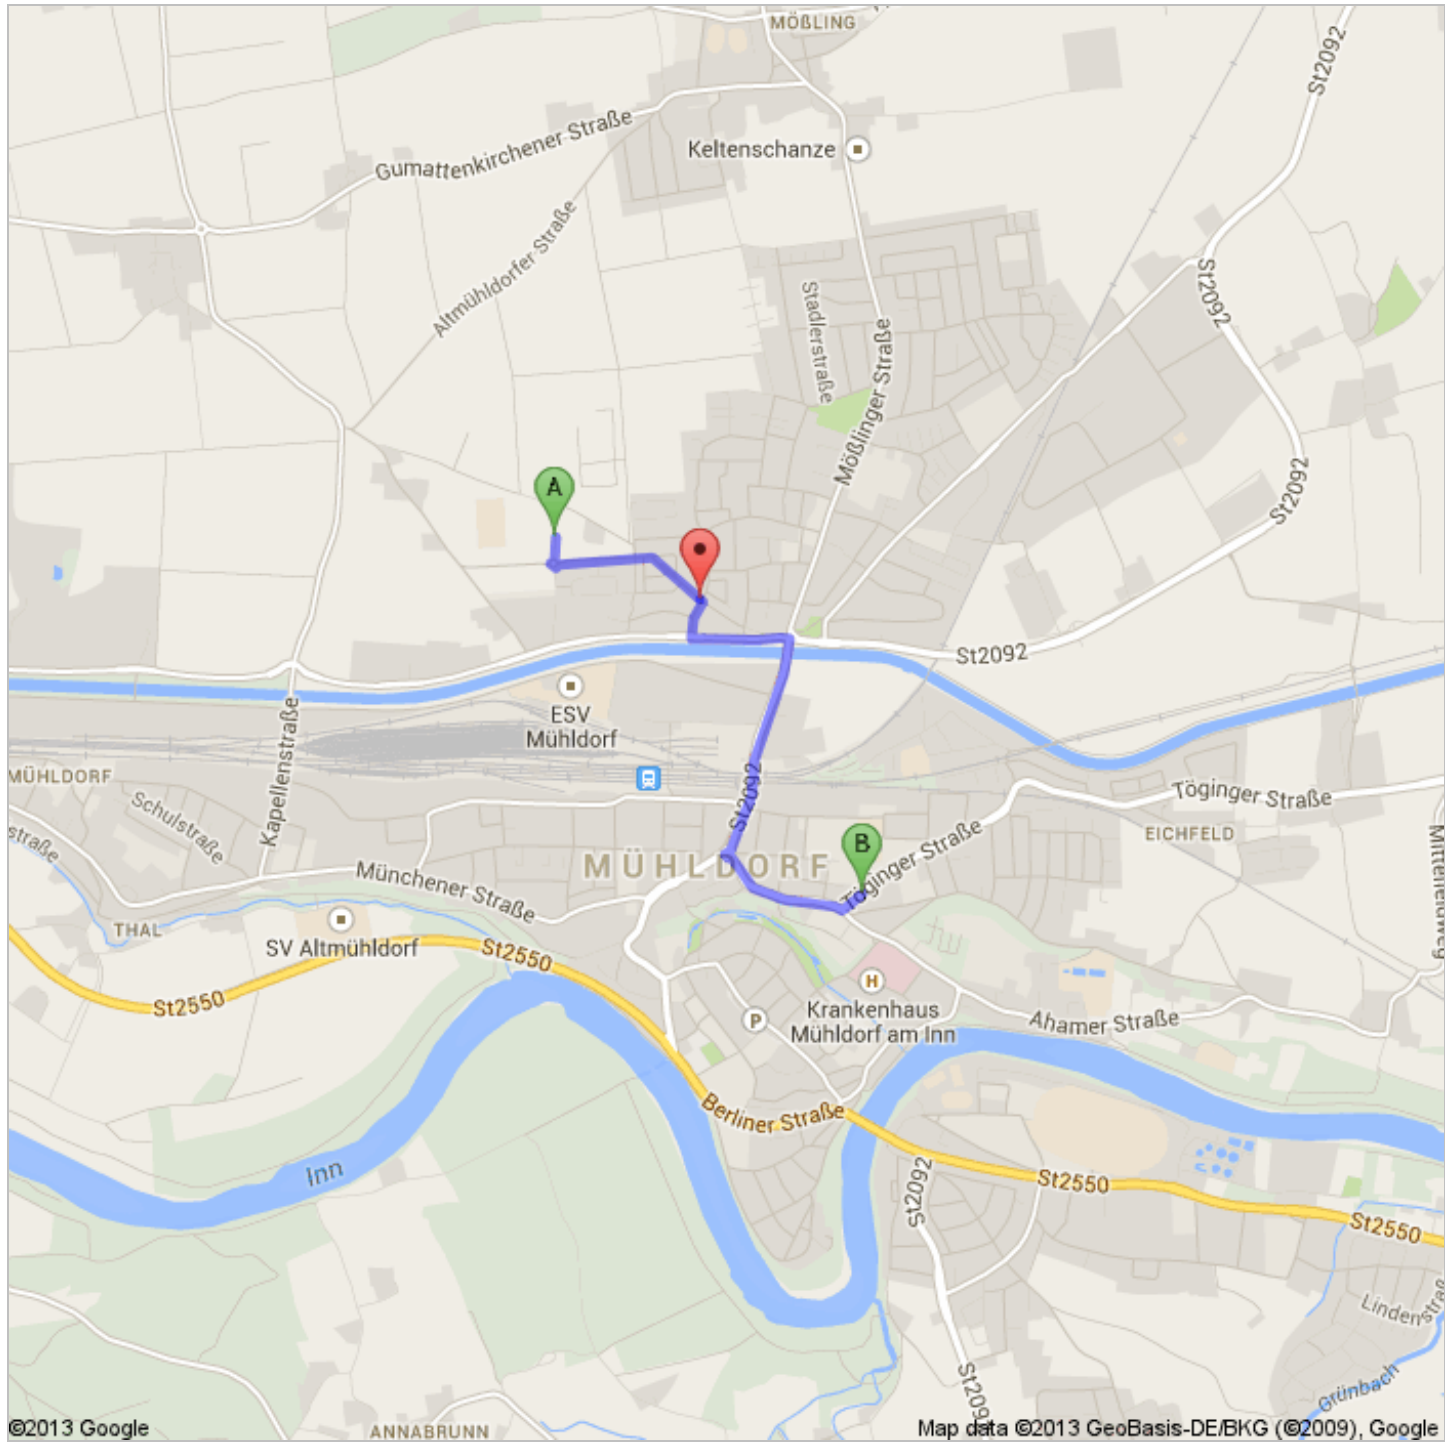 MÖßLING
St2092
Gumattenkirchener Straße
Keltenschanze
Altmühldorfer Straße
St2092
Stadlerstraße
Mößlinger Straße
St2092
A
St2092
ESV
Mühldorf
Kapellenstraße
MÜHLDORF
Schulstraße
straße
St2092
Töginger Straße
EICHFELD
Mitterfeldweg
MÜHLDORF
B
Töginger Straße
Münchener Straße
THAL
SV Altmühldorf
St2550
St2550
H
Krankenhaus
Mühldorf am Inn
P
Ahamer Straße
Berliner Straße
Inn
St2092
St2550
St2550
Lindenstraß
Grünbach
St2092
ANNABRUNN
©2013 Google
Map data ©2013 GeoBasis-DE/BKG (©2009), Google